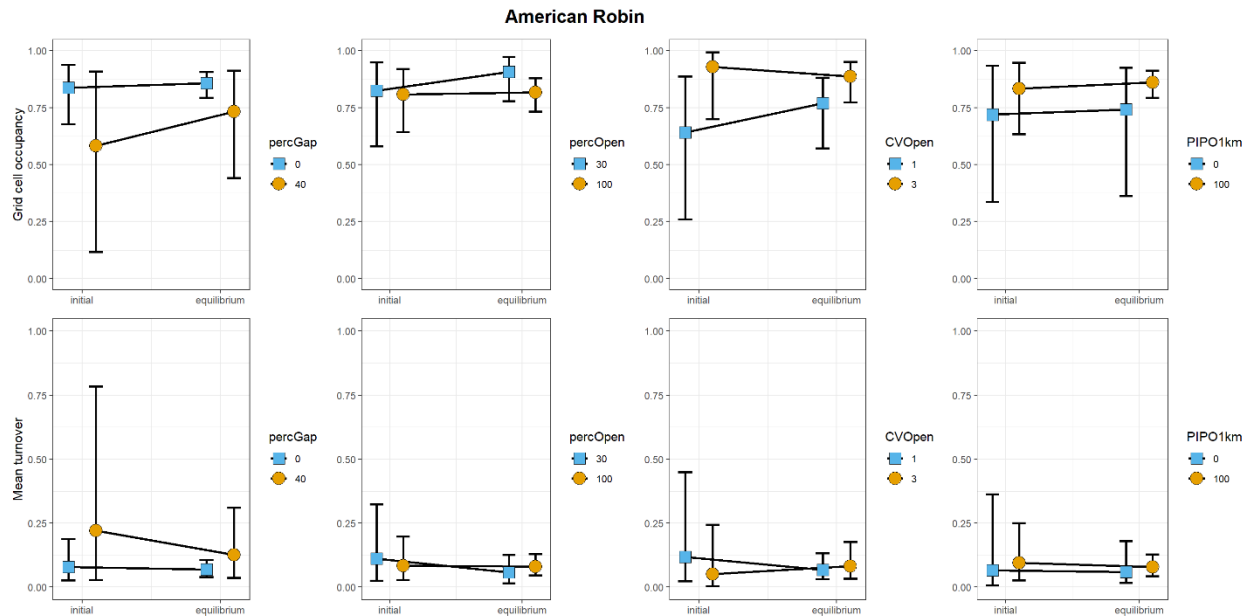 American Robin
Grid cell occupancy
1.00
0.75
0.50
0.25
0.00
initial
equilibrium
percGap
0
40
1.00
0.75
0.50
0.25
0.00
initial
equilibrium
percOpen
30
100
1.00
0.75
0.50
0.25
0.00
initial
equilibrium
CVOpen
1
3
1.00
0.75
0.50
0.25
0.00
initial
equilibrium
PIPO1km
0
100
Mean turnover
1.00
0.75
0.50
0.25
0.00
initial
equilibrium
percGap
0
40
1.00
0.75
0.50
0.25
0.00
initial
equilibrium
percOpen
30
100
1.00
0.75
0.50
0.25
0.00
initial
equilibrium
CVOpen
1
3
1.00
0.75
0.50
0.25
0.00
initial
equilibrium
PIPO1km
0
100